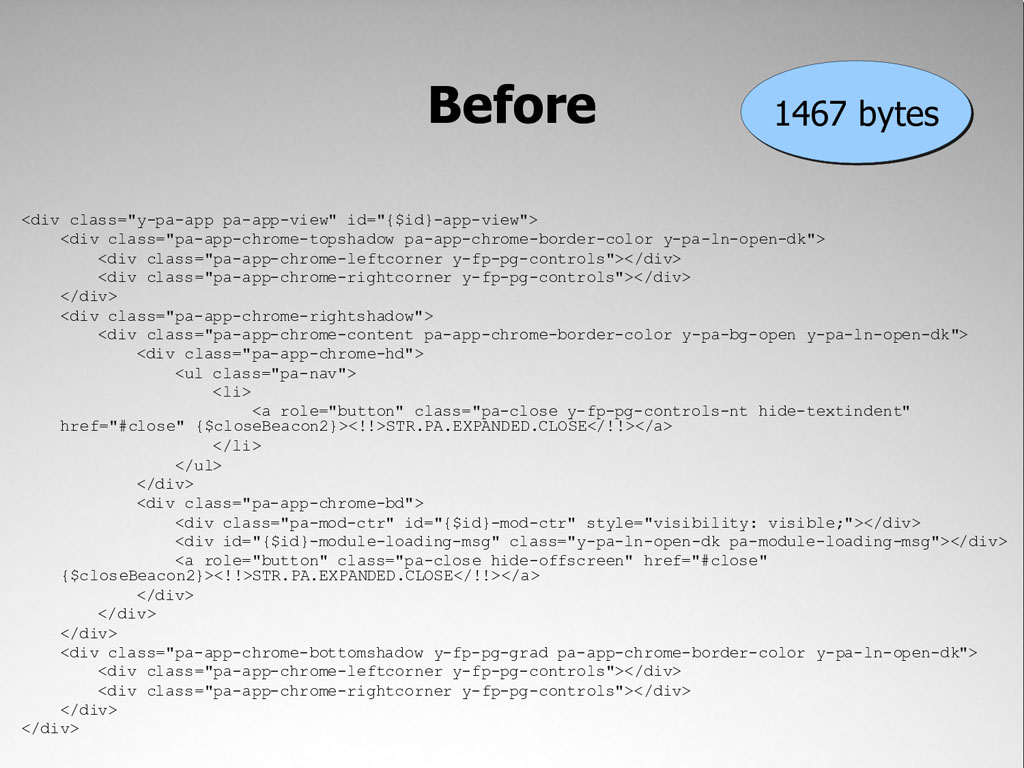 Before
1467 bytes
<div class="y-pa-app pa-app-view" id="{$id}-app-view">
<div class="pa-app-chrome-topshadow pa-app-chrome-border-color y-pa-ln-open-dk">
<div class="pa-app-chrome-leftcorner y-fp-pg-controls"></div>
<div class="pa-app-chrome-rightcorner y-fp-pg-controls"></div>
</div>
<div class="pa-app-chrome-rightshadow">
<div class="pa-app-chrome-content pa-app-chrome-border-color y-pa-bg-open y-pa-ln-open-dk">
<div class="pa-app-chrome-hd">
<ul class="pa-nav">
<li>
<a role="button" class="pa-close y-fp-pg-controls-nt hide-textindent"
href="#close" {$closeBeacon2}><!!>STR.PA.EXPANDED.CLOSE</!!></a>
</li>
</ul>
</div>
<div class="pa-app-chrome-bd">
<div class="pa-mod-ctr" id="{$id}-mod-ctr" style="visibility: visible;"></div>
<div id="{$id}-module-loading-msg" class="y-pa-ln-open-dk pa-module-loading-msg"></div>
<a role="button" class="pa-close hide-offscreen" href="#close"
{$closeBeacon2}><!!>STR.PA.EXPANDED.CLOSE</!!></a>
</div>
</div>
</div>
<div class="pa-app-chrome-bottomshadow y-fp-pg-grad pa-app-chrome-border-color y-pa-ln-open-dk">
<div class="pa-app-chrome-leftcorner y-fp-pg-controls"></div>
<div class="pa-app-chrome-rightcorner y-fp-pg-controls"></div>
</div>
</div>